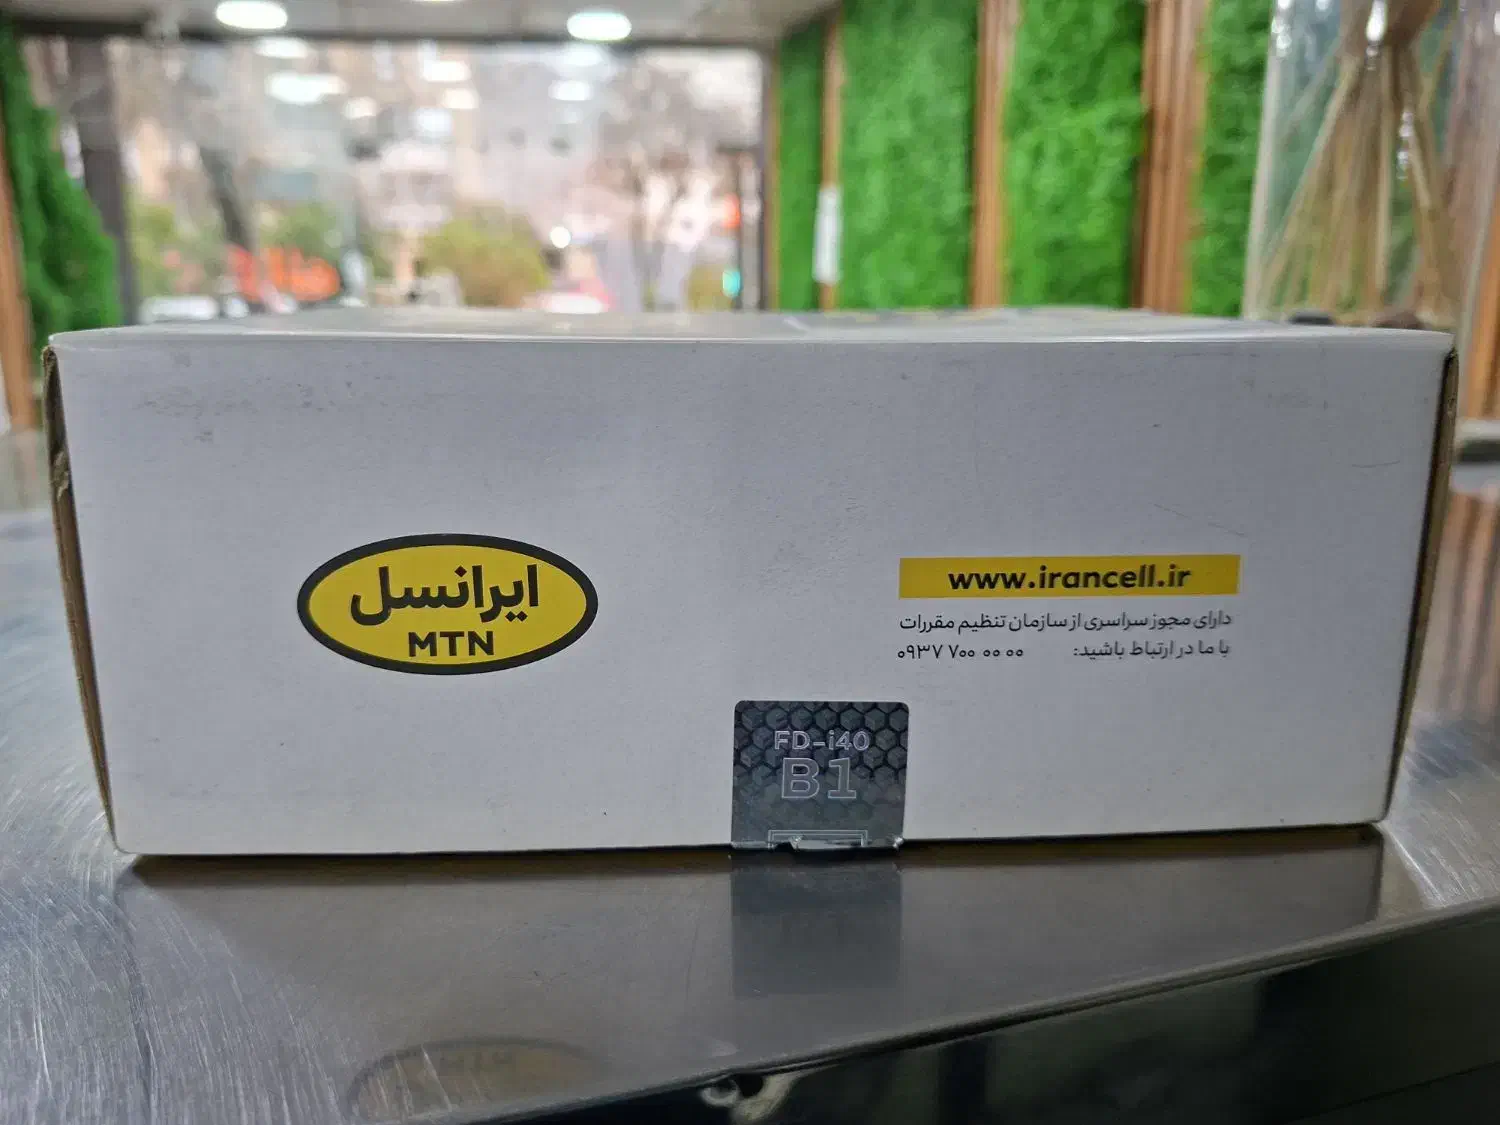 ایرانسل
MTN
www.irancell.ir
دارای مجوز سراسری از سازمان تنظیم مقررات
با ما در ارتباط باشید: ۰۹۳۷ ۷۰۰ ۰۰ ۰۰
FD-i40
B1